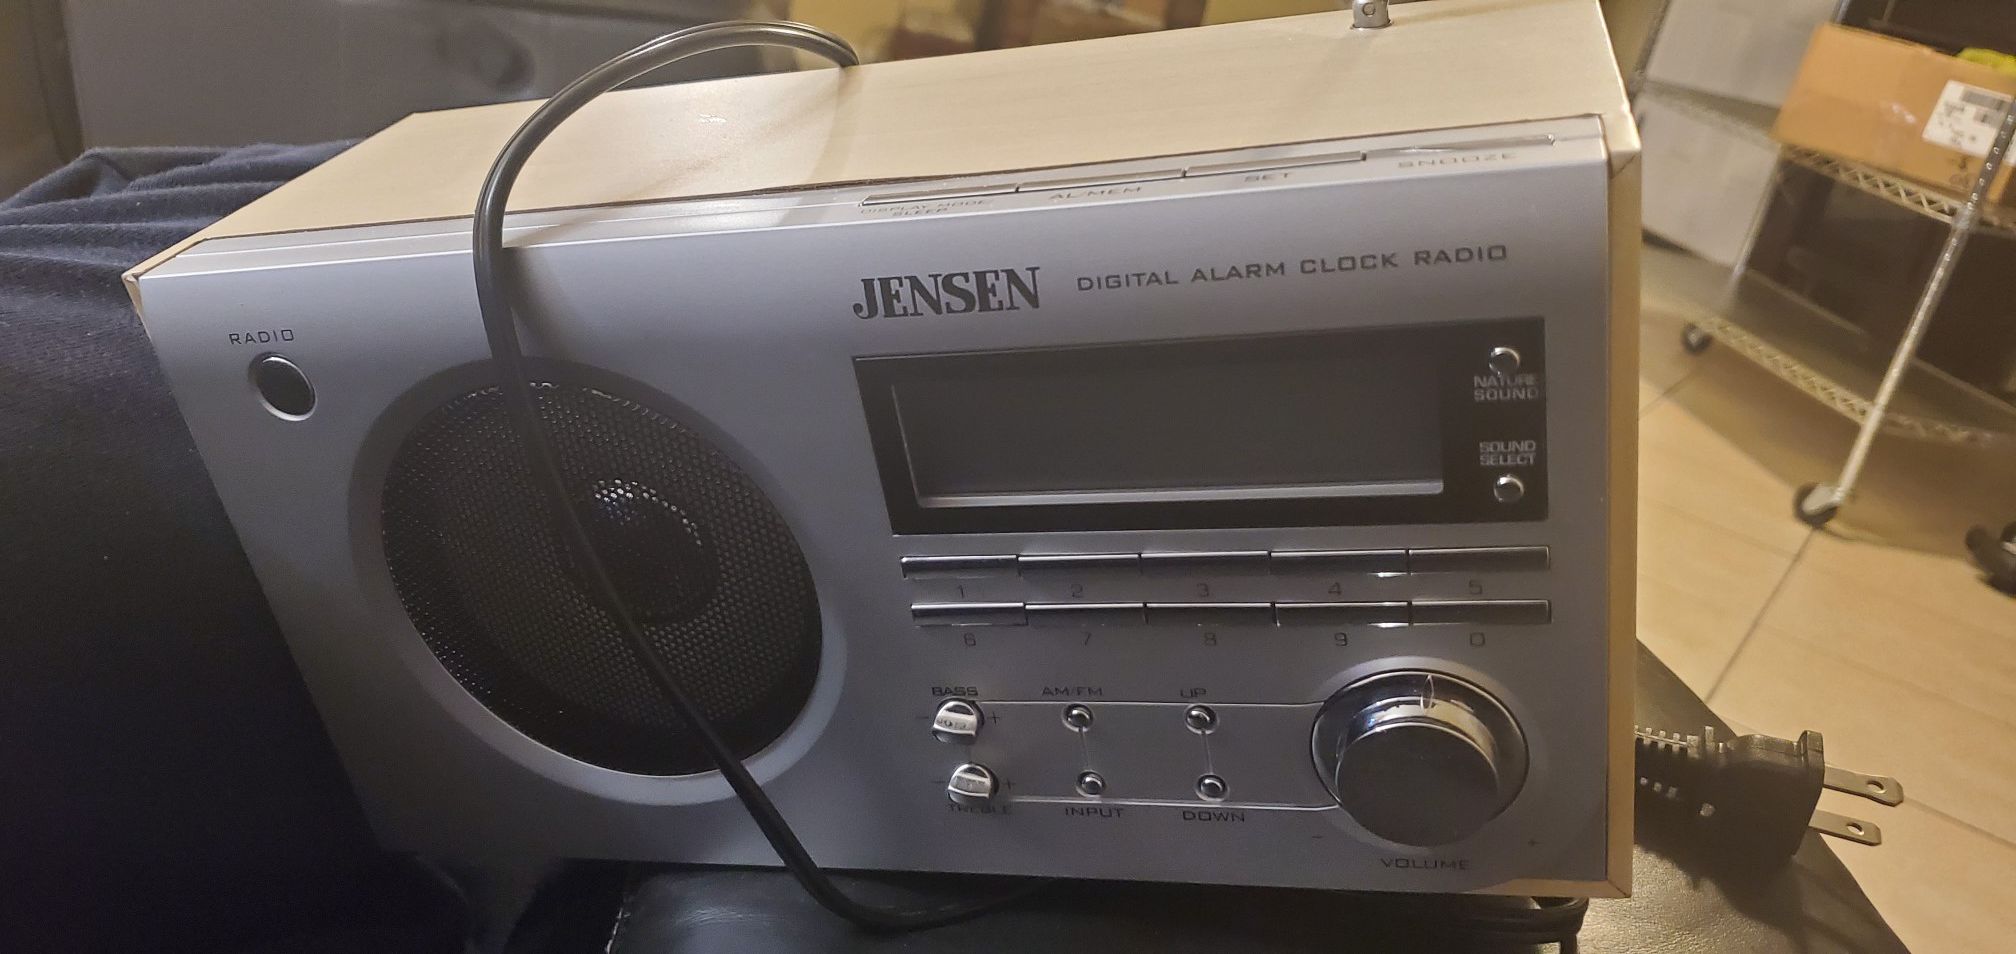 DISPLAY MODE
SLEEP
AL/MEM
SET
SNOOZE
JENSEN DIGITAL ALARM CLOCK RADIO
RADIO
NATURE
SOUND
SOUND
SELECT
1 2 3 4 5
6 7 8 9 0
BASS AM/FM UP
- +
- +
TREBLE INPUT DOWN
- +
VOLUME